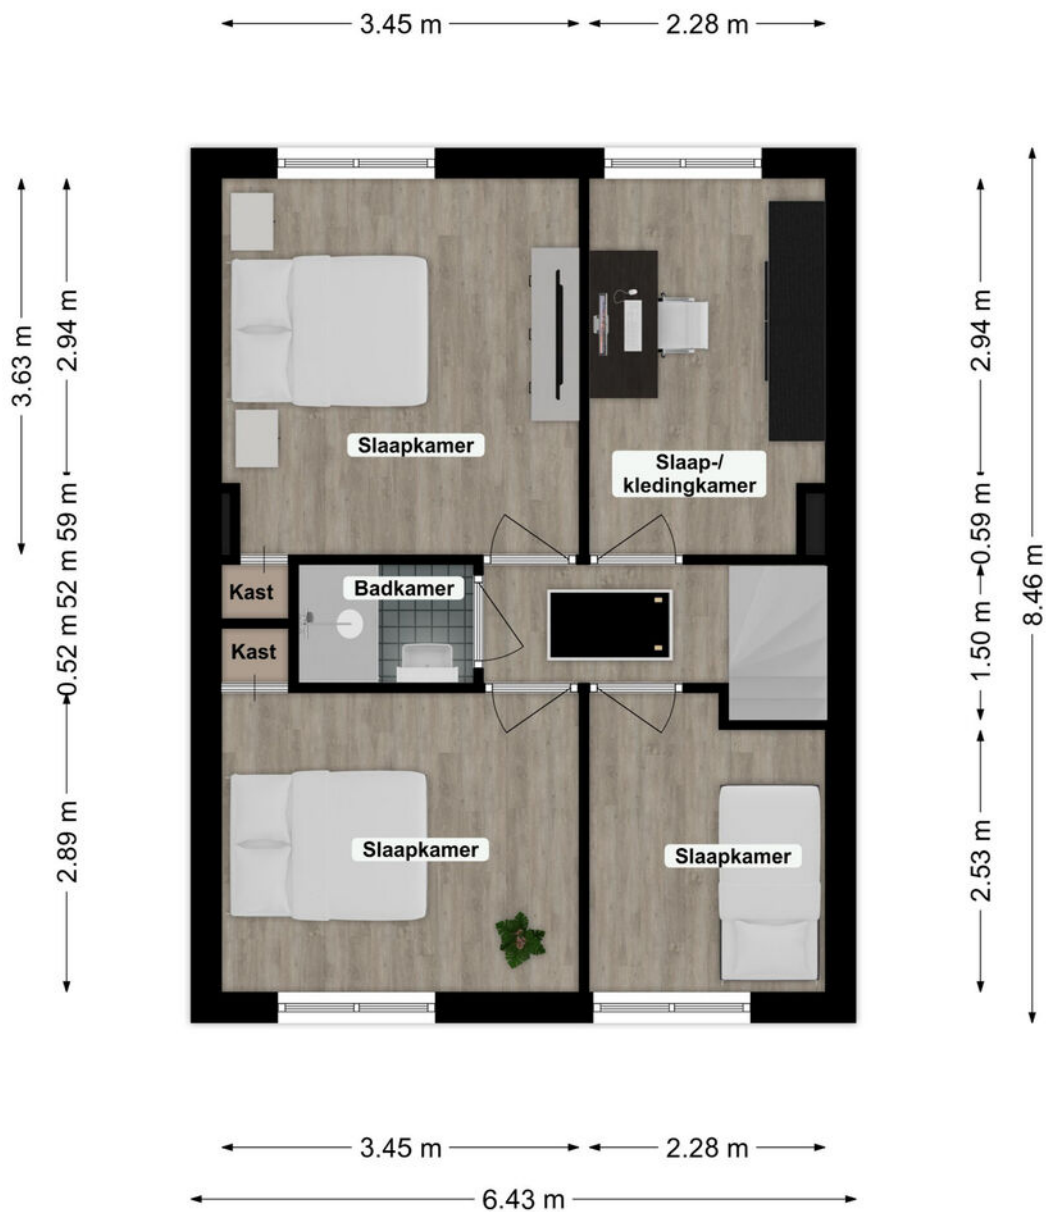 3.45 m
2.28 m
3.63 m
2.94 m
59 m
0.52 m
52 m
2.89 m
2.94 m
0.59 m
1.50 m
2.53 m
8.46 m
Slaapkamer
Slaap-/
kledingkamer
Kast
Badkamer
Kast
Slaapkamer
Slaapkamer
3.45 m
2.28 m
6.43 m